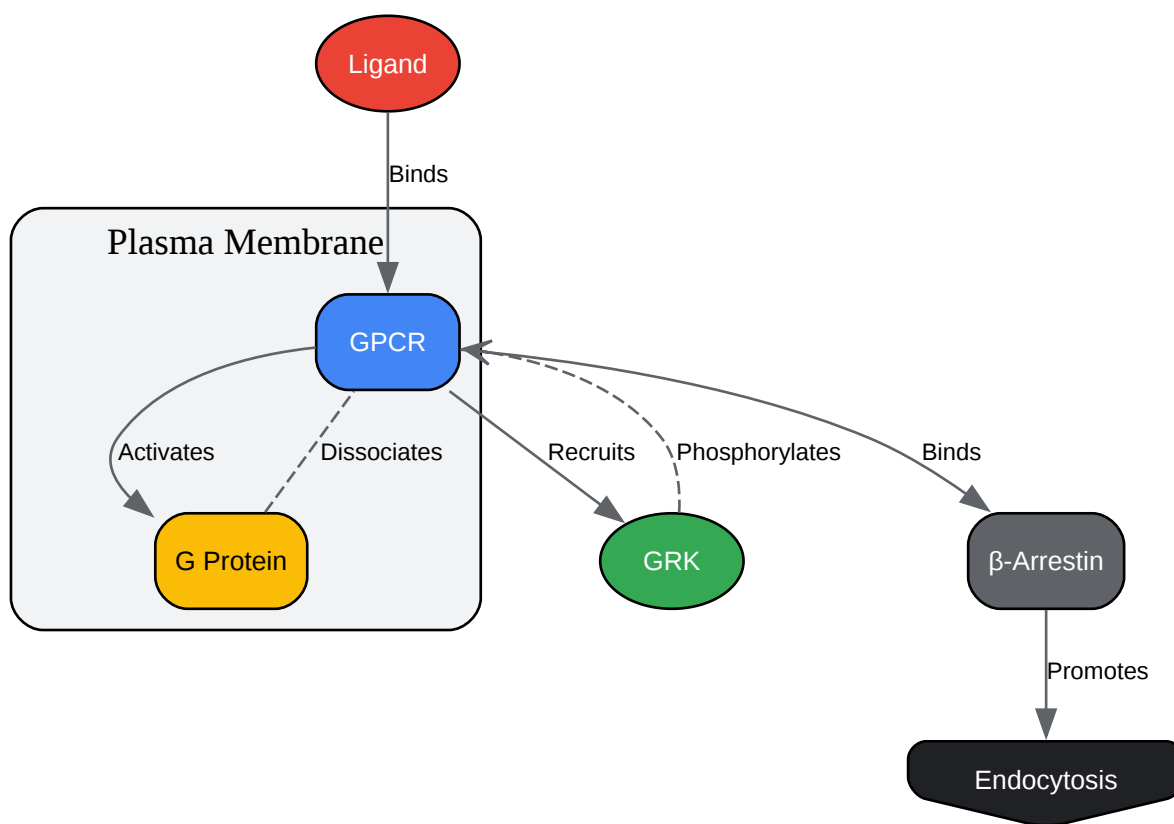 Ligand
Binds
Plasma Membrane
GPCR
Activates
Dissociates
Recruits
Phosphorylates
Binds
G Protein
GRK
β-Arrestin
Promotes
Endocytosis